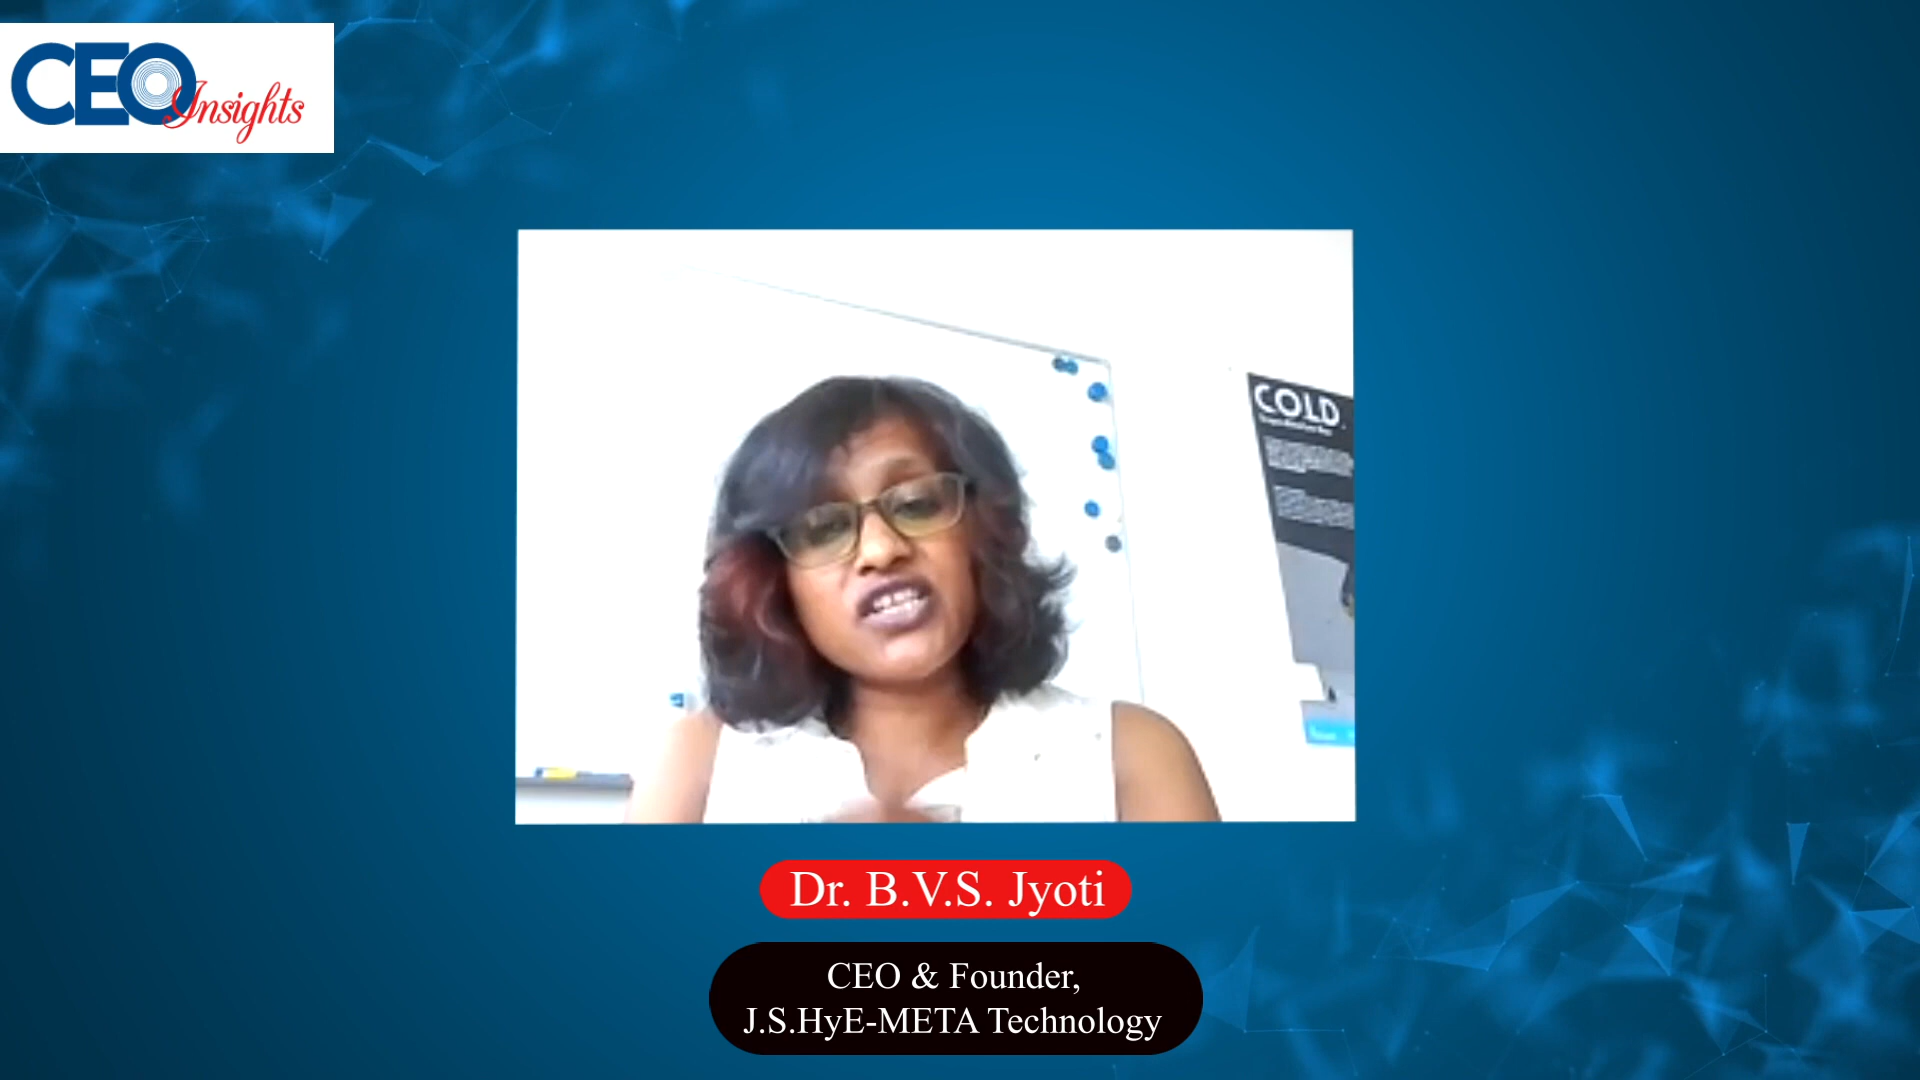 CEO Insights
COLD
Dr. B.V.S. Jyoti
CEO & Founder,
J.S.HyE-META Technology